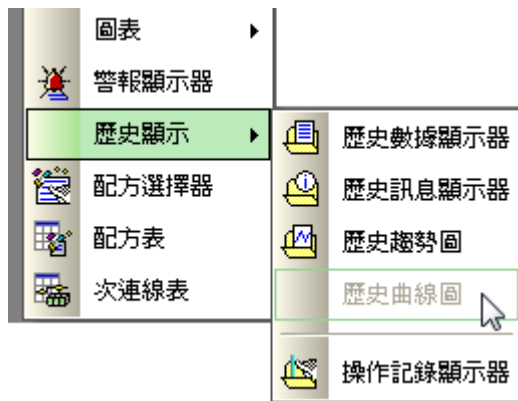 圖表
警報顯示器
歷史顯示
配方選擇器
配方表
次連線表
歷史數據顯示器
歷史訊息顯示器
歷史趨勢圖
歷史曲線圖
操作記錄顯示器